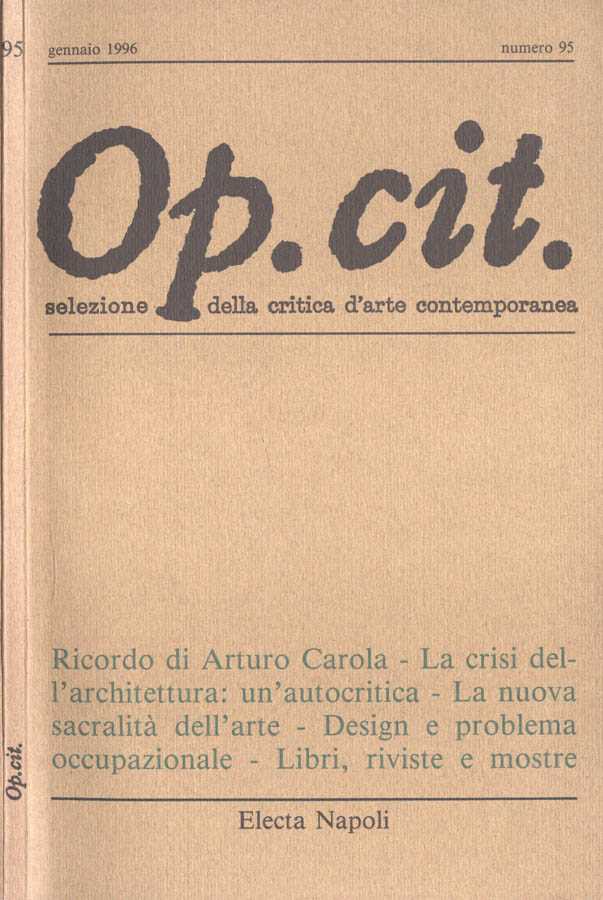 95
gennaio 1996
numero 95
Op. cit.
selezione della critica d'arte contemporanea
Ricordo di Arturo Carola - La crisi del-
l'architettura: un'autocritica - La nuova
sacralità dell'arte - Design e problema
occupazionale - Libri, riviste e mostre
Electa Napoli
Op.cit.